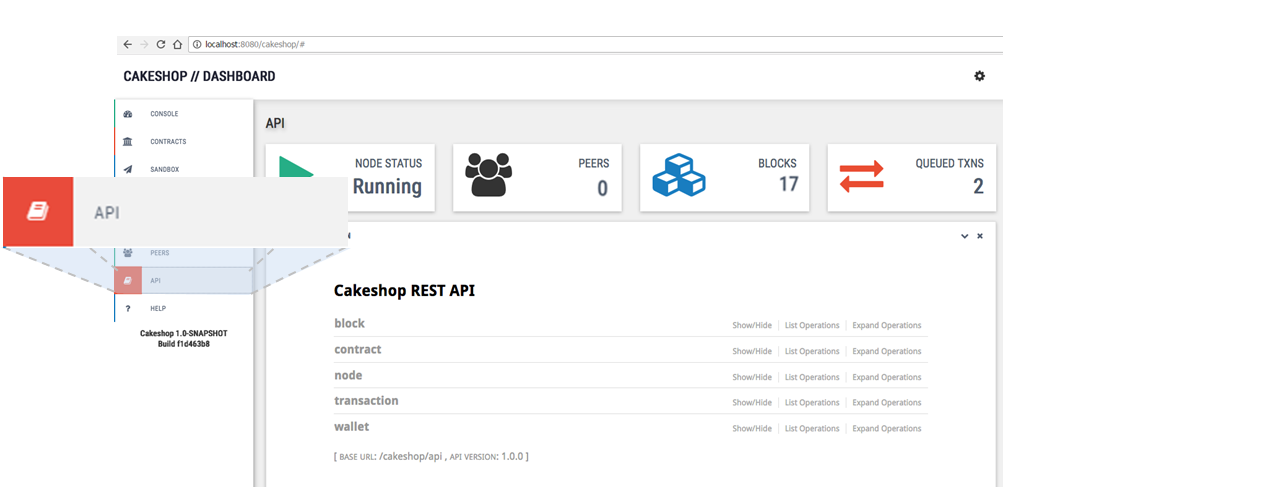 localhost:8080/cakeshop/#
CAKESHOP // DASHBOARD
CONSOLE
CONTRACTS
SANDBOX
API
PEERS
API
HELP
Cakeshop 1.0-SNAPSHOT
Build f1d463b8
API
NODE STATUS
Running
PEERS
0
BLOCKS
17
QUEUED TXNS
2
Cakeshop REST API
block Show/Hide List Operations Expand Operations
contract Show/Hide List Operations Expand Operations
node Show/Hide List Operations Expand Operations
transaction Show/Hide List Operations Expand Operations
wallet Show/Hide List Operations Expand Operations
[ BASE URL: /cakeshop/api , API VERSION: 1.0.0 ]